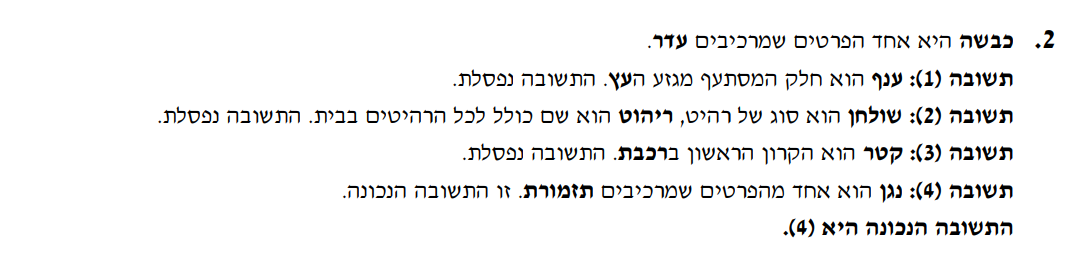 2. כבשה היא אחד הפרטים שמרכיבים עדר.
תשובה (1): ענף הוא חלק המסתעף מגזע העץ. התשובה נפסלת.
תשובה (2): שולחן הוא סוג של רהיט, ריהוט הוא שם כולל לכל הרהיטים בבית. התשובה נפסלת.
תשובה (3): קטר הוא הקרון הראשון ברכבת. התשובה נפסלת.
תשובה (4): נגן הוא אחד מהפרטים שמרכיבים תזמורת. זו התשובה הנכונה.
התשובה הנכונה היא (4).